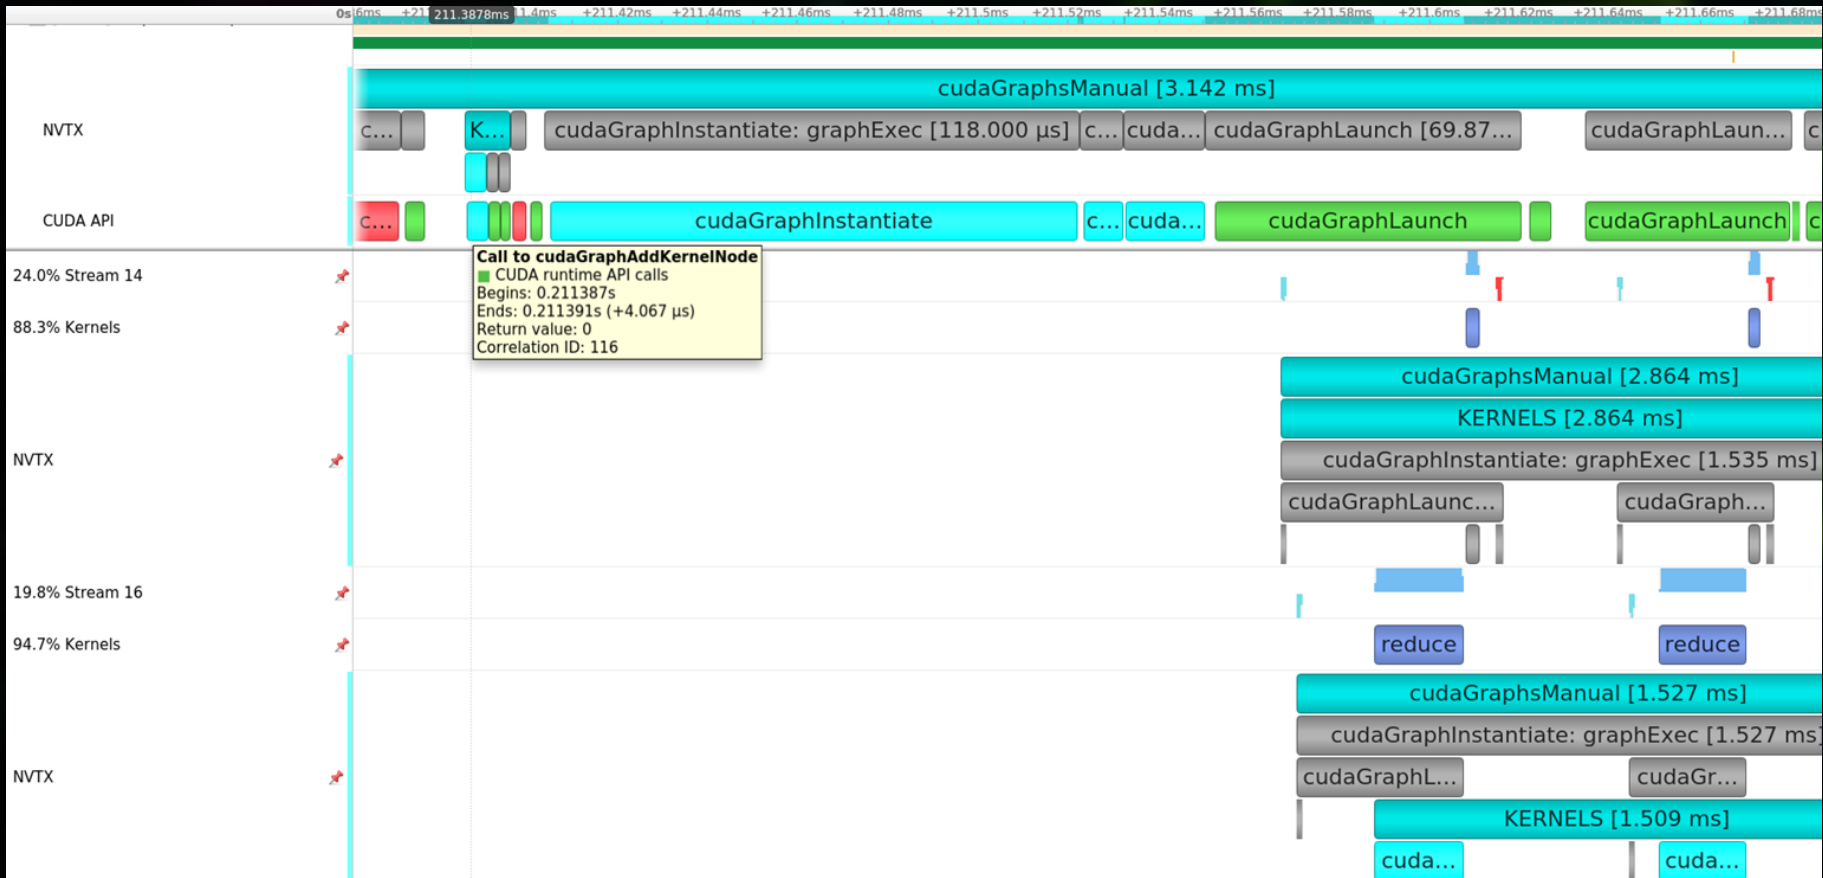 0s 6ms +211 211.3878ms 1.4ms +211.42ms +211.44ms +211.46ms +211.48ms +211.5ms +211.52ms +211.54ms +211.56ms +211.58ms +211.6ms +211.62ms +211.64ms +211.66ms +211.68ms
cudaGraphsManual [3.142 ms]
NVTX c... K... cudaGraphInstantiate: graphExec [118.000 μs] c... cuda... cudaGraphLaunch [69.87... cudaGraphLaun... c
CUDA API c... cudaGraphInstantiate c... cuda... cudaGraphLaunch cudaGraphLaunch c
Call to cudaGraphAddKernelNode
CUDA runtime API calls
Begins: 0.211387s
Ends: 0.211391s (+4.067 μs)
Return value: 0
Correlation ID: 116
24.0% Stream 14
88.3% Kernels
cudaGraphsManual [2.864 ms]
KERNELS [2.864 ms]
NVTX cudaGraphInstantiate: graphExec [1.535 ms]
cudaGraphLaunc... cudaGraph...
19.8% Stream 16
94.7% Kernels reduce reduce
cudaGraphsManual [1.527 ms]
cudaGraphInstantiate: graphExec [1.527 ms]
NVTX cudaGraphL... cudaGr...
KERNELS [1.509 ms]
cuda... cuda...